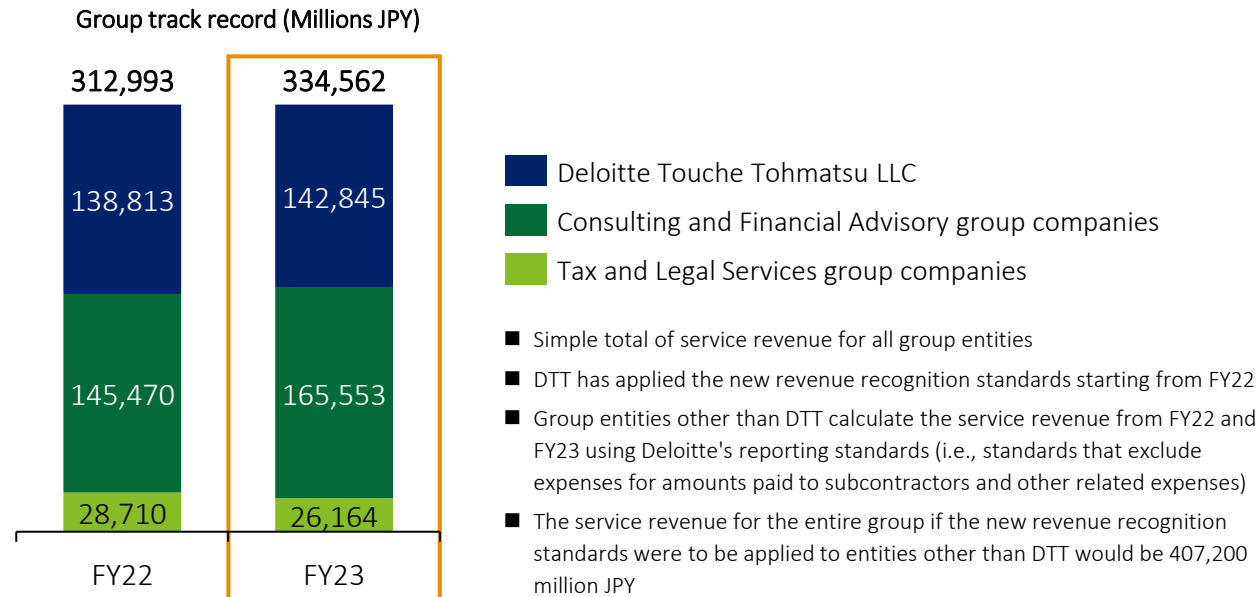 Group track record (Millions JPY)
312,993
334,562
138,813
142,845
145,470
165,553
28,710
26,164
FY22
FY23
Deloitte Touche Tohmatsu LLC
Consulting and Financial Advisory group companies
Tax and Legal Services group companies
■ Simple total of service revenue for all group entities
■ DTT has applied the new revenue recognition standards starting from FY22
■ Group entities other than DTT calculate the service revenue from FY22 and
FY23 using Deloitte's reporting standards (i.e., standards that exclude
expenses for amounts paid to subcontractors and other related expenses)
■ The service revenue for the entire group if the new revenue recognition
standards were to be applied to entities other than DTT would be 407,200
million JPY